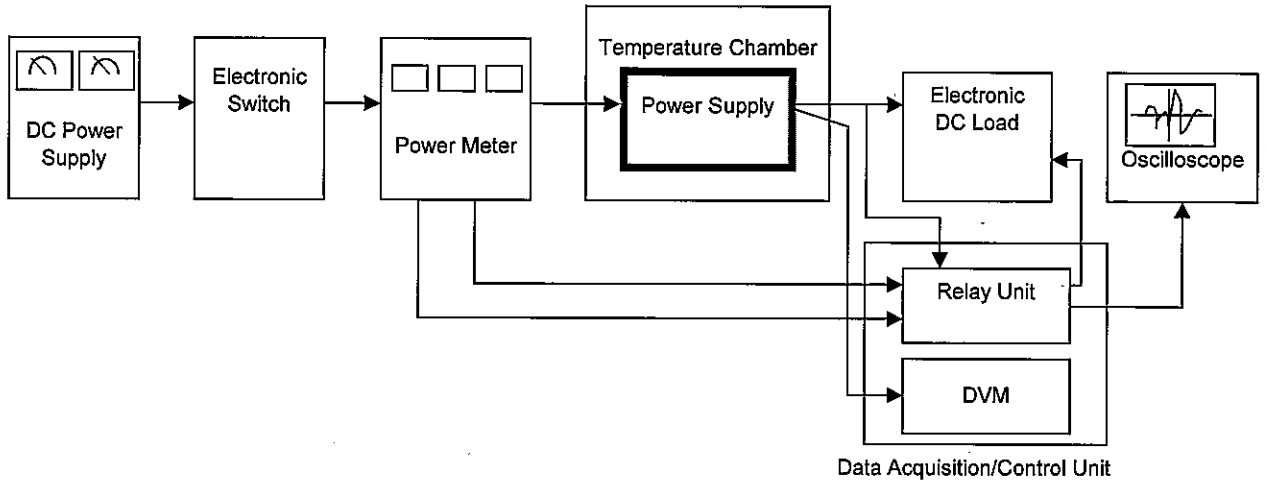 DC Power
Supply
Electronic
Switch
Power Meter
Temperature Chamber
Power Supply
Electronic
DC Load
Oscilloscope
Relay Unit
DVM
Data Acquisition/Control Unit